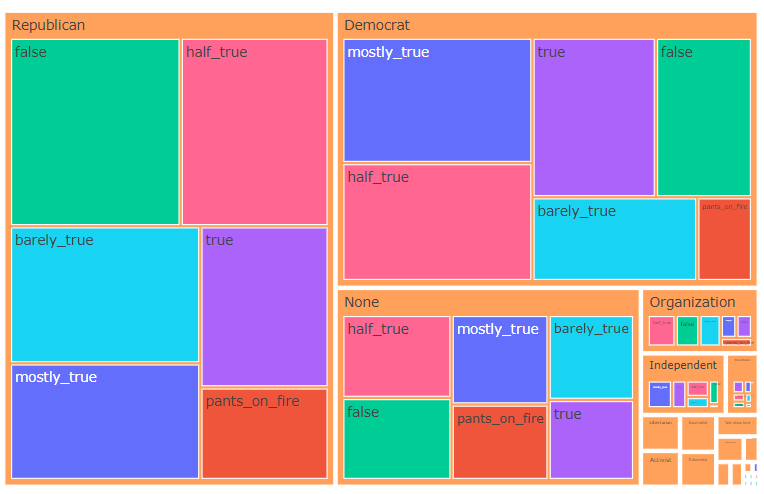 Republican
false
half_true
barely_true
true
mostly_true
pants_on_fire
Democrat
mostly_true
true
false
half_true
barely_true
pants_on_fire
None
half_true
mostly_true
barely_true
false
pants_on_fire
true
Organization
half_true
false
Independent
Libertarian
Activist